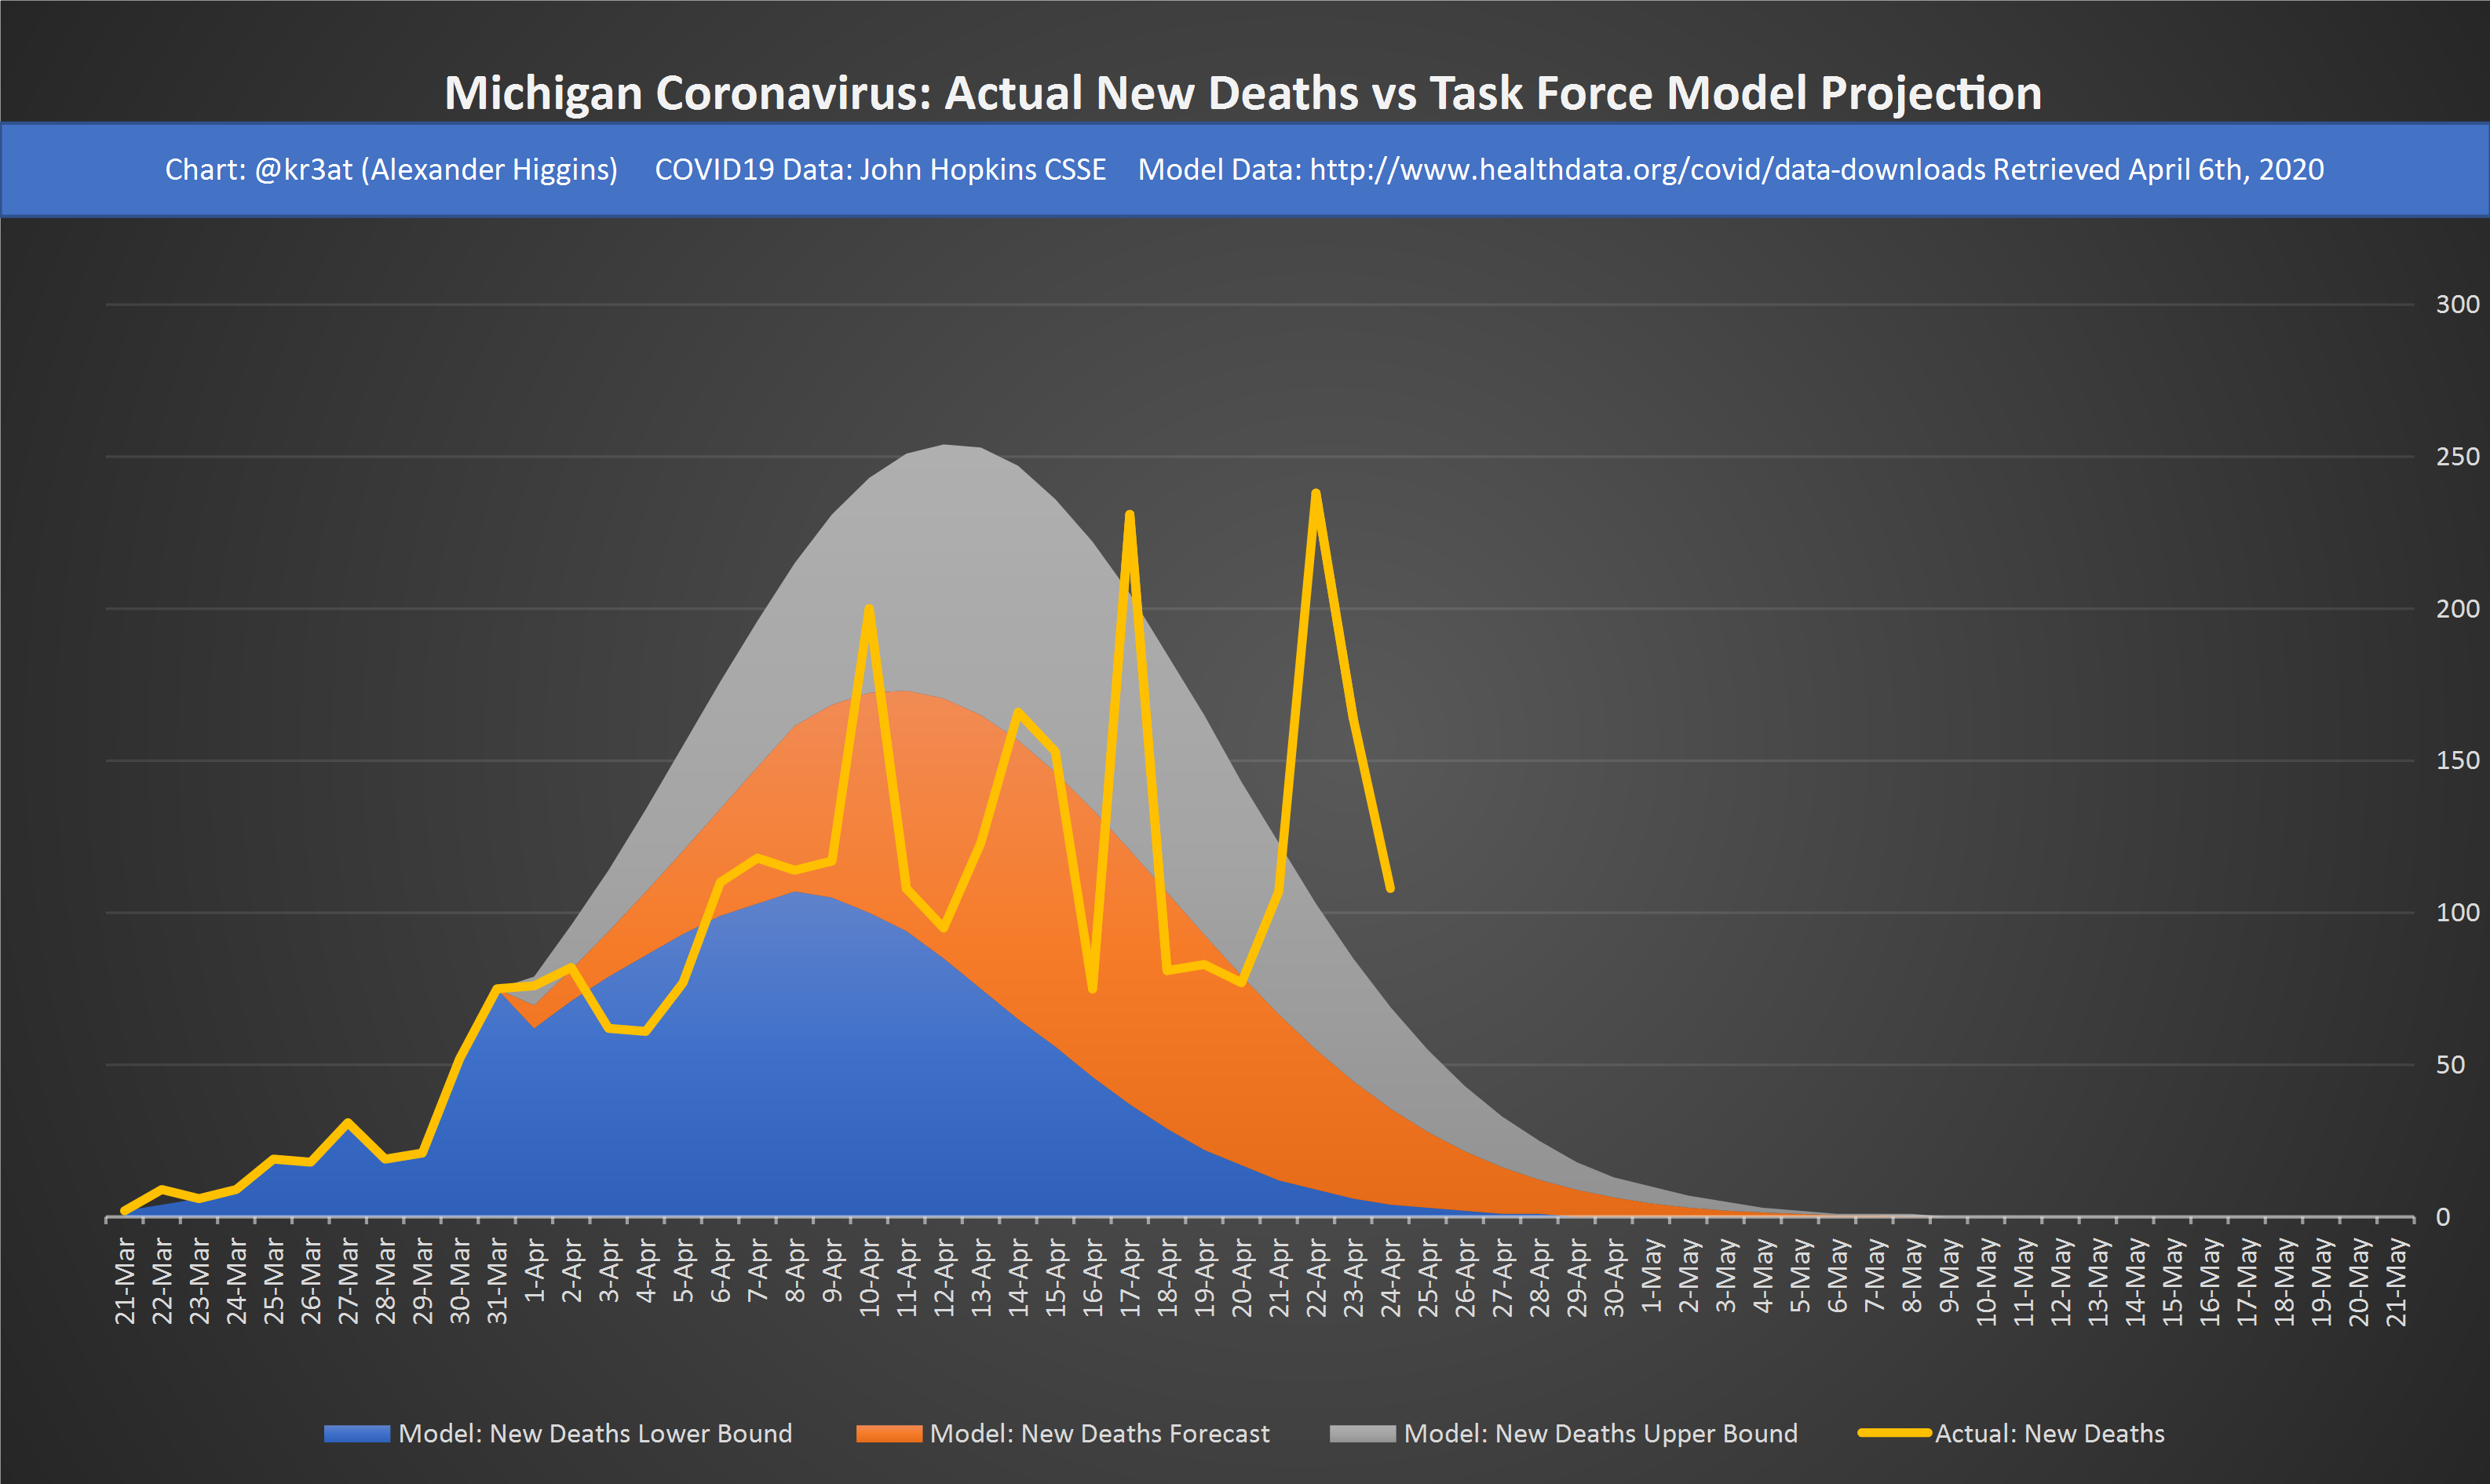 Michigan Coronavirus: Actual New Deaths vs Task Force Model Projection
Chart: @kr3at (Alexander Higgins) COVID19 Data: John Hopkins CSSE Model Data: http://www.healthdata.org/covid/data-downloads Retrieved April 6th, 2020
300
250
200
150
100
50
0
21-Mar
22-Mar
23-Mar
24-Mar
25-Mar
26-Mar
27-Mar
28-Mar
29-Mar
30-Mar
31-Mar
1-Apr
2-Apr
3-Apr
4-Apr
5-Apr
6-Apr
7-Apr
8-Apr
9-Apr
10-Apr
11-Apr
12-Apr
13-Apr
14-Apr
15-Apr
16-Apr
17-Apr
18-Apr
19-Apr
20-Apr
21-Apr
22-Apr
23-Apr
24-Apr
25-Apr
26-Apr
27-Apr
28-Apr
29-Apr
30-Apr
1-May
2-May
3-May
4-May
5-May
6-May
7-May
8-May
9-May
10-May
11-May
12-May
13-May
14-May
15-May
16-May
17-May
18-May
19-May
20-May
21-May
Model: New Deaths Lower Bound
Model: New Deaths Forecast
Model: New Deaths Upper Bound
Actual: New Deaths